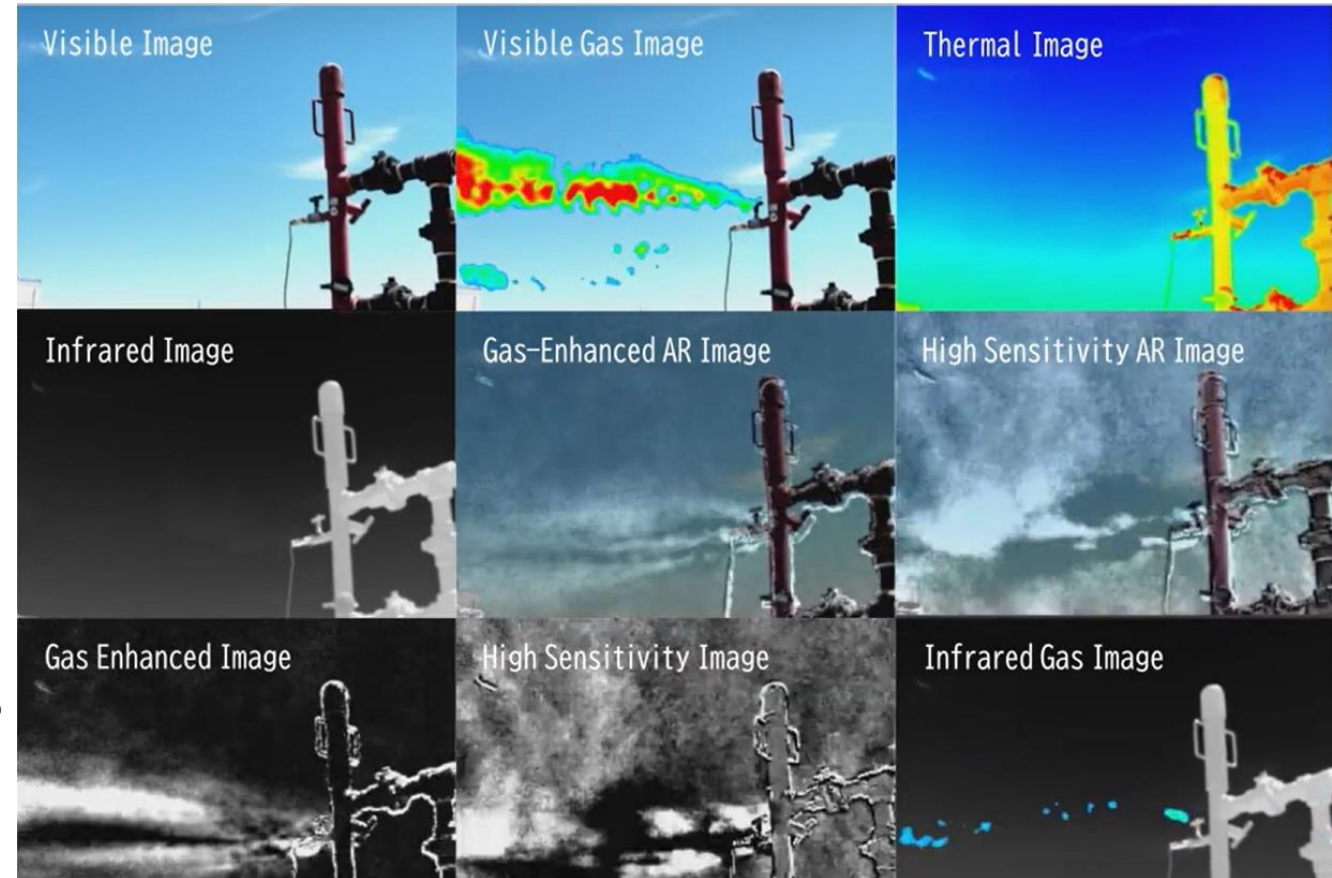 Visible Image
Visible Gas Image
Thermal Image
Infrared Image
Gas-Enhanced AR Image
High Sensitivity AR Image
Gas Enhanced Image
High Sensitivity Image
Infrared Gas Image